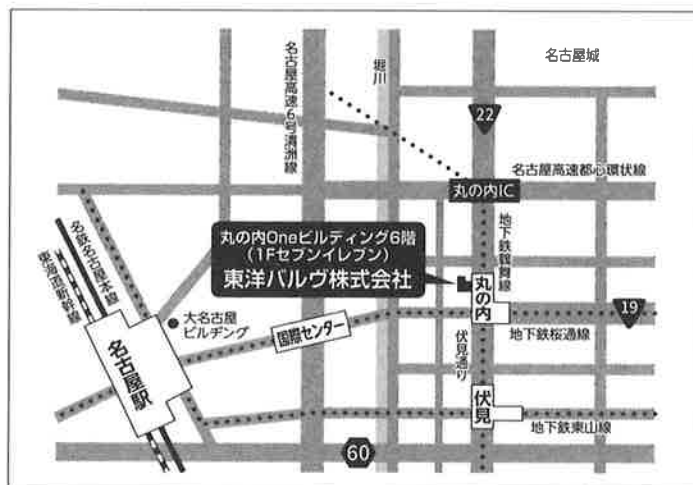 名古屋城
名古屋高速6号清洲線
堀川
22
名古屋高速都心環状線
丸の内IC
地下鉄鶴舞線
丸の内Oneビルディング6階
（1Fセブンイレブン）
東洋バルヴ株式会社
名鉄名古屋本線
東海道新幹線
大名古屋
ビルヂング
国際センター
丸の内
19
地下鉄桜通線
伏見通り
名古屋駅
伏見
地下鉄東山線
60